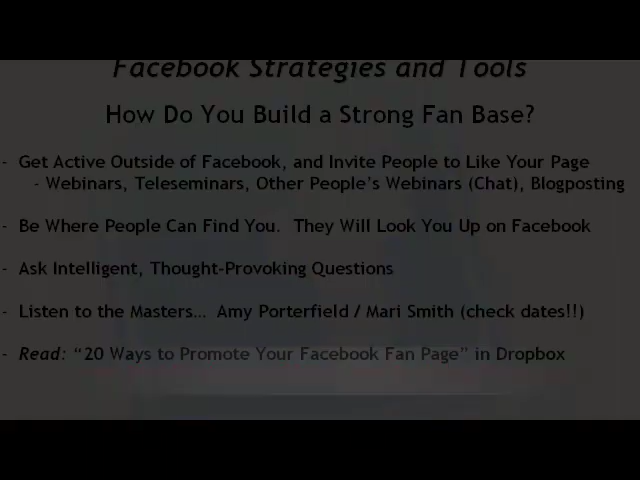 Facebook Strategies and Tools
How Do You Build a Strong Fan Base?
- Get Active Outside of Facebook, and Invite People to Like Your Page
- Webinars, Teleseminars, Other People's Webinars (Chat), Blogposting
- Be Where People Can Find You. They Will Look You Up on Facebook
- Ask Intelligent, Thought-Provoking Questions
- Listen to the Masters… Amy Porterfield / Mari Smith (check dates!!)
- Read: “20 Ways to Promote Your Facebook Fan Page” in Dropbox